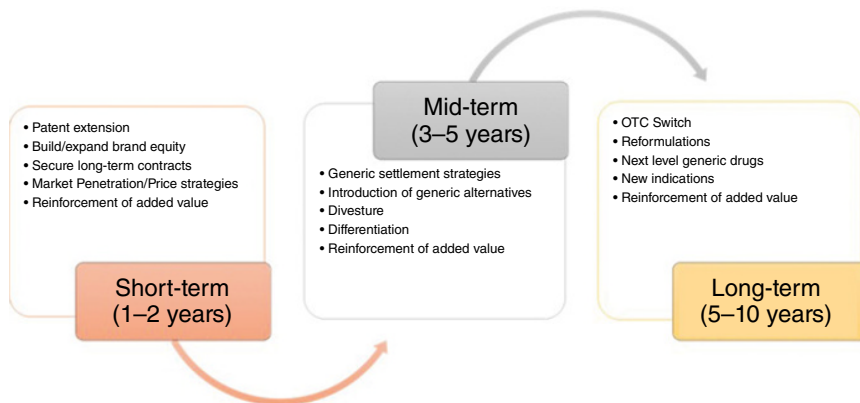 • Patent extension
• Build/expand brand equity
• Secure long-term contracts
• Market Penetration/Price strategies
• Reinforcement of added value
Short-term
(1–2 years)
Mid-term
(3–5 years)
• Generic settlement strategies
• Introduction of generic alternatives
• Divesture
• Differentiation
• Reinforcement of added value
• OTC Switch
• Reformulations
• Next level generic drugs
• New indications
• Reinforcement of added value
Long-term
(5–10 years)